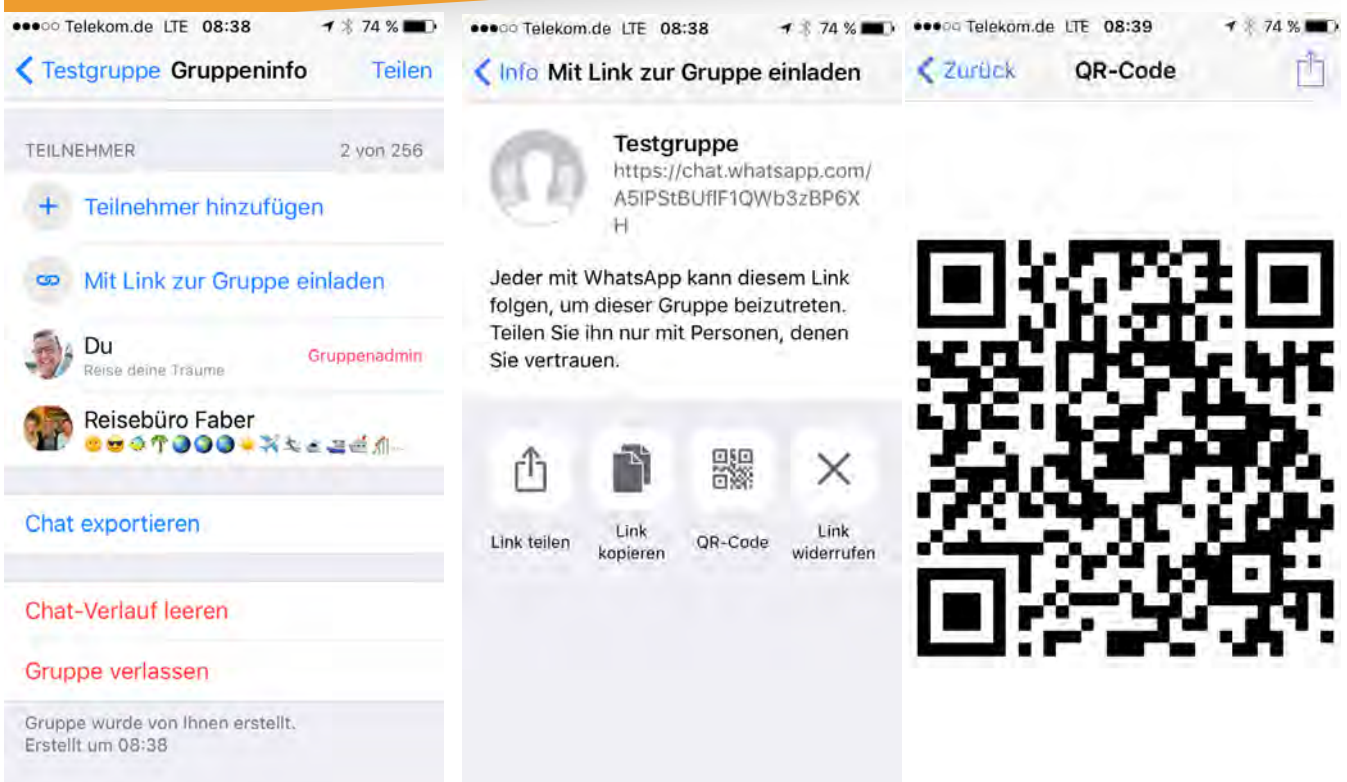 Telekom.de LTE 08:38
74 %
Testgruppe Gruppeninfo Teilen
TEILNEHMER 2 von 256
Teilnehmer hinzufügen
Mit Link zur Gruppe einladen
Du
Reise deine Träume
Gruppenadmin
Reisebüro Faber
Chat exportieren
Chat-Verlauf leeren
Gruppe verlassen
Gruppe wurde von Ihnen erstellt.
Erstellt um 08:38
Telekom.de LTE 08:38
74 %
Info Mit Link zur Gruppe einladen
Testgruppe
https://chat.whatsapp.com/
A5IPStBUflF1QWb3zBP6X
H
Jeder mit WhatsApp kann diesem Link
folgen, um dieser Gruppe beizutreten.
Teilen Sie ihn nur mit Personen, denen
Sie vertrauen.
Link teilen
Link
kopieren
QR-Code
Link
widerrufen
Telekom.de LTE 08:39
74 %
Zurück QR-Code